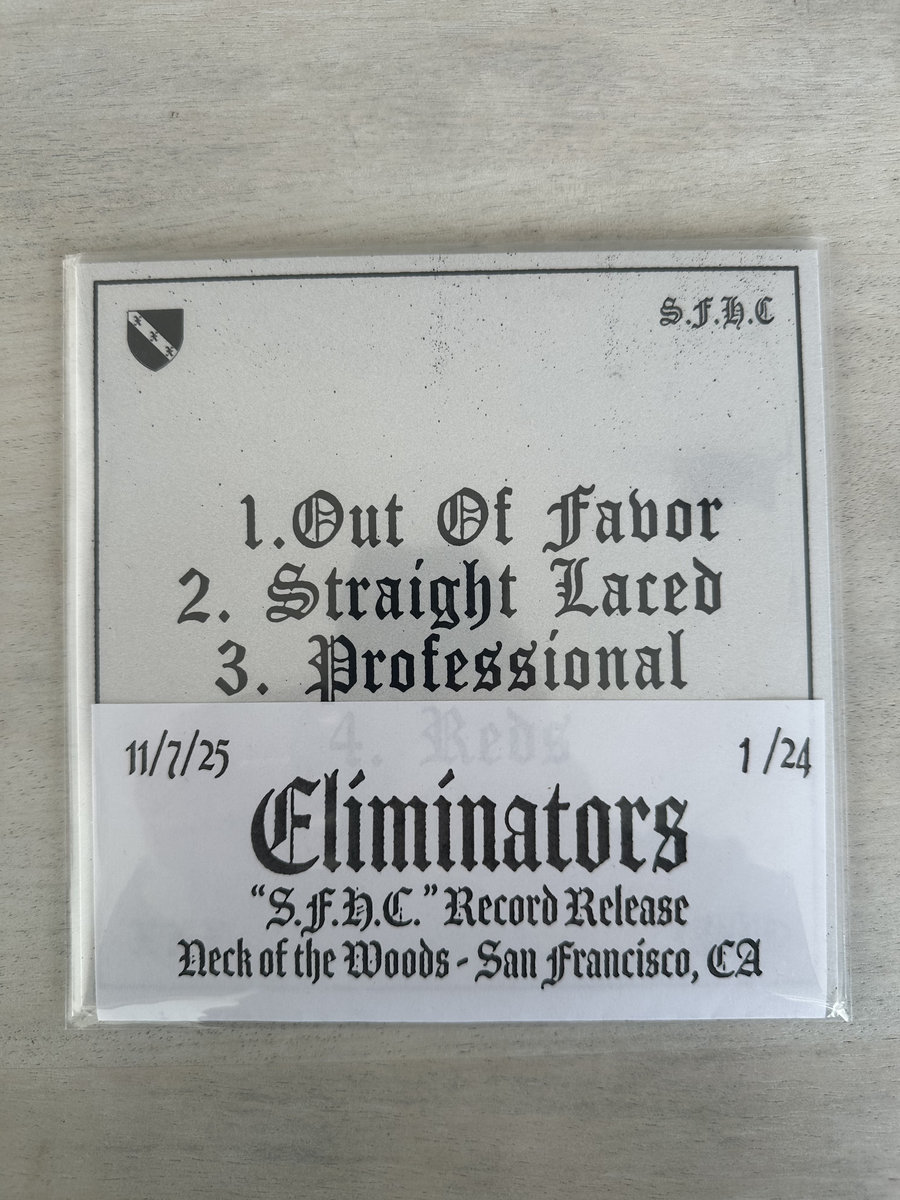 S.F.H.C
1.Out Of Favor
2. Straight Laced
3. Professional
4. Reds
11/7/25
1 /24
Eliminators
“S.F.H.C.” Record Release
Neck of the Woods - San Francisco, CA